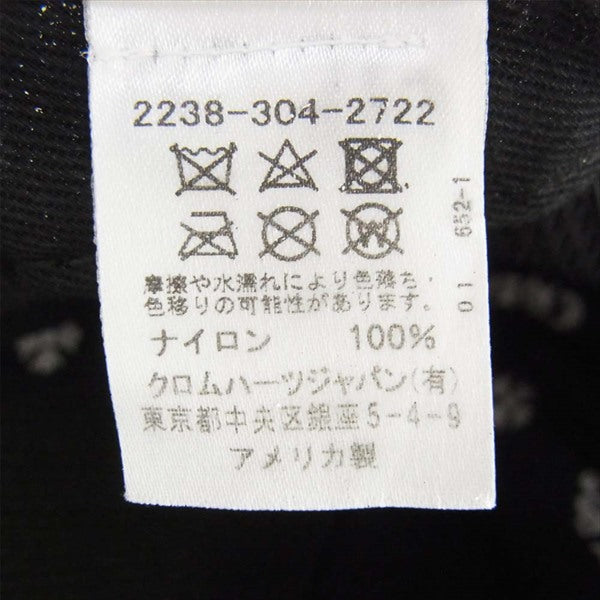 2238-304-2722
W
摩擦や水濡れにより色落ち・
色移りの可能性があります。
ナイロン 100%
クロムハーツジャパン(有)
東京都中央区銀座5-4-9
アメリカ製
01 652-1